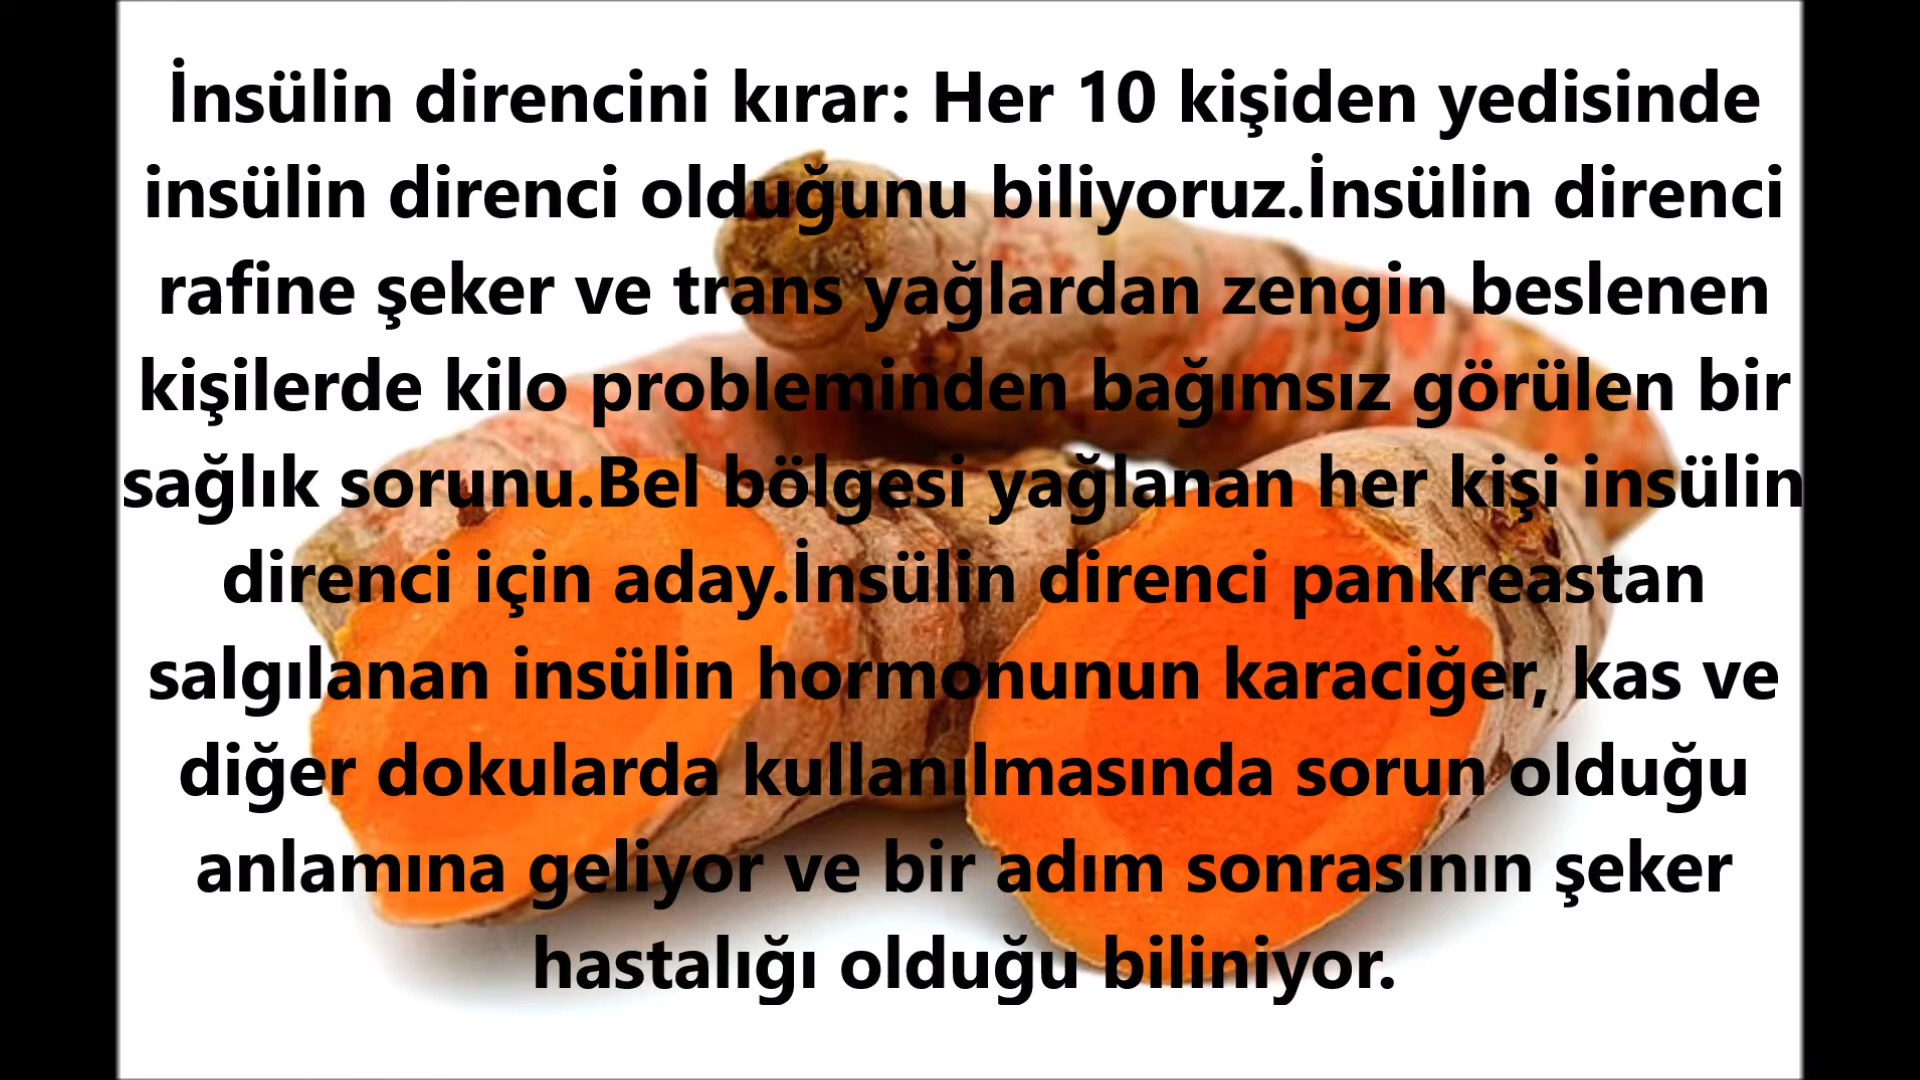 İnsülin direncini kırar: Her 10 kişiden yedisinde
insülin direnci olduğunu biliyoruz.İnsülin direnci
rafine şeker ve trans yağlardan zengin beslenen
kişilerde kilo probleminden bağımsız görülen bir
sağlık sorunu.Bel bölgesi yağlanan her kişi insülin
direnci için aday.İnsülin direnci pankreastan
salgılanan insülin hormonunun karaciğer, kas ve
diğer dokularda kullanılmasında sorun olduğu
anlamına geliyor ve bir adım sonrasının şeker
hastalığı olduğu biliniyor.